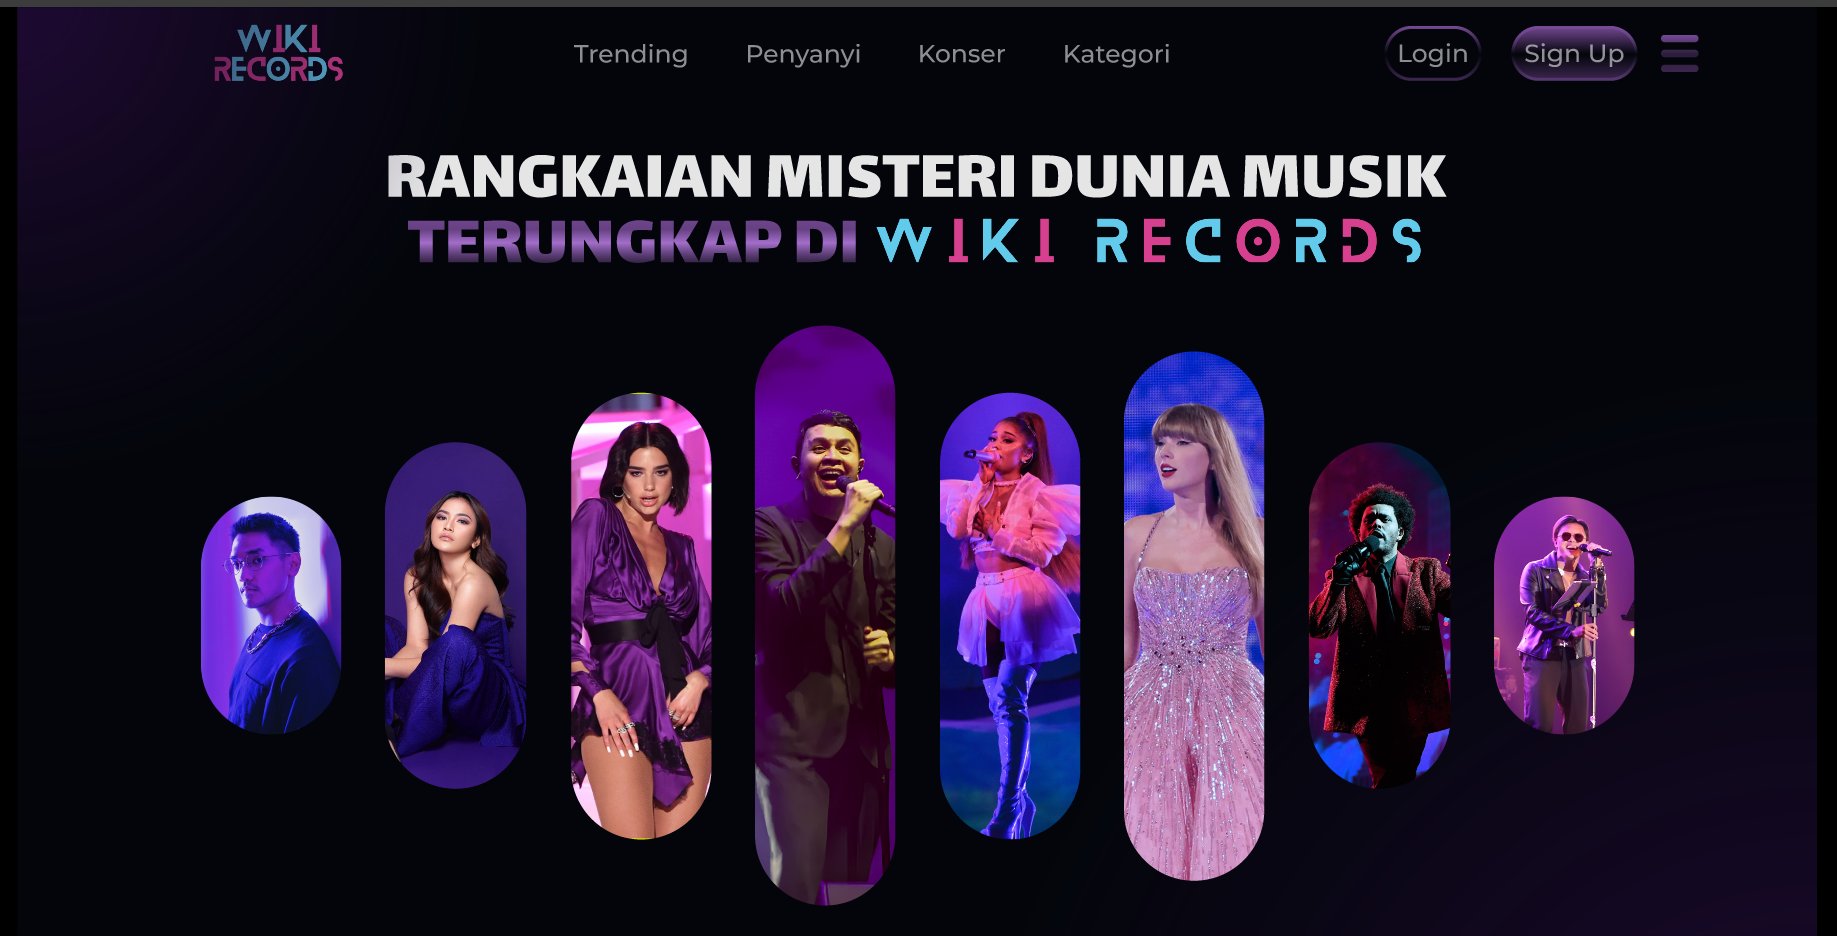 WIKI
RECORDS
Trending
Penyanyi
Konser
Kategori
Login
Sign Up
RANGKAIAN MISTERI DUNIA MUSIK
TERUNGKAP DI WIKI RECORDS